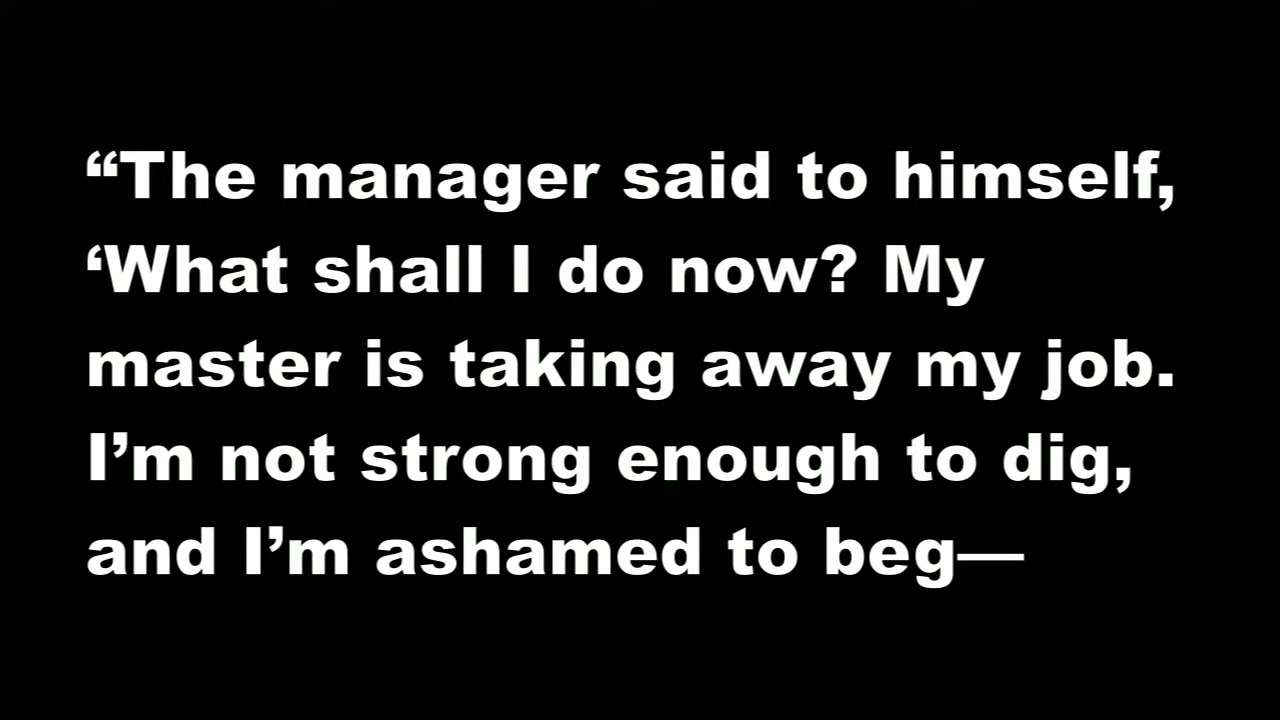 “The manager said to himself,
‘What shall I do now? My
master is taking away my job.
I’m not strong enough to dig,
and I’m ashamed to beg—